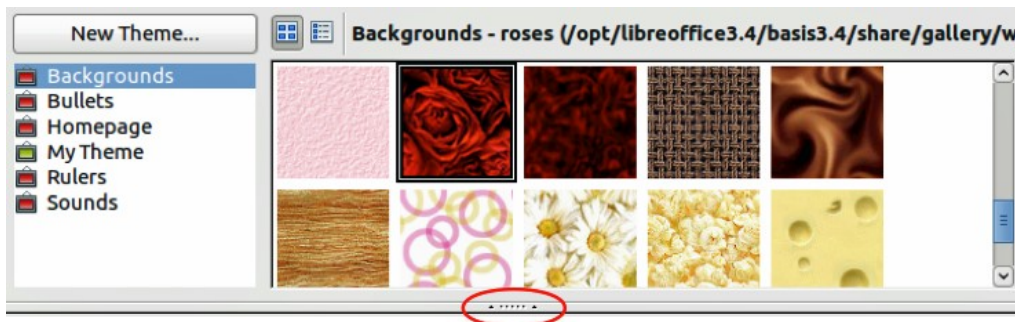 New Theme...
Backgrounds - roses (/opt/libreoffice3.4/basis3.4/share/gallery/w
Backgrounds
Bullets
Homepage
My Theme
Rulers
Sounds